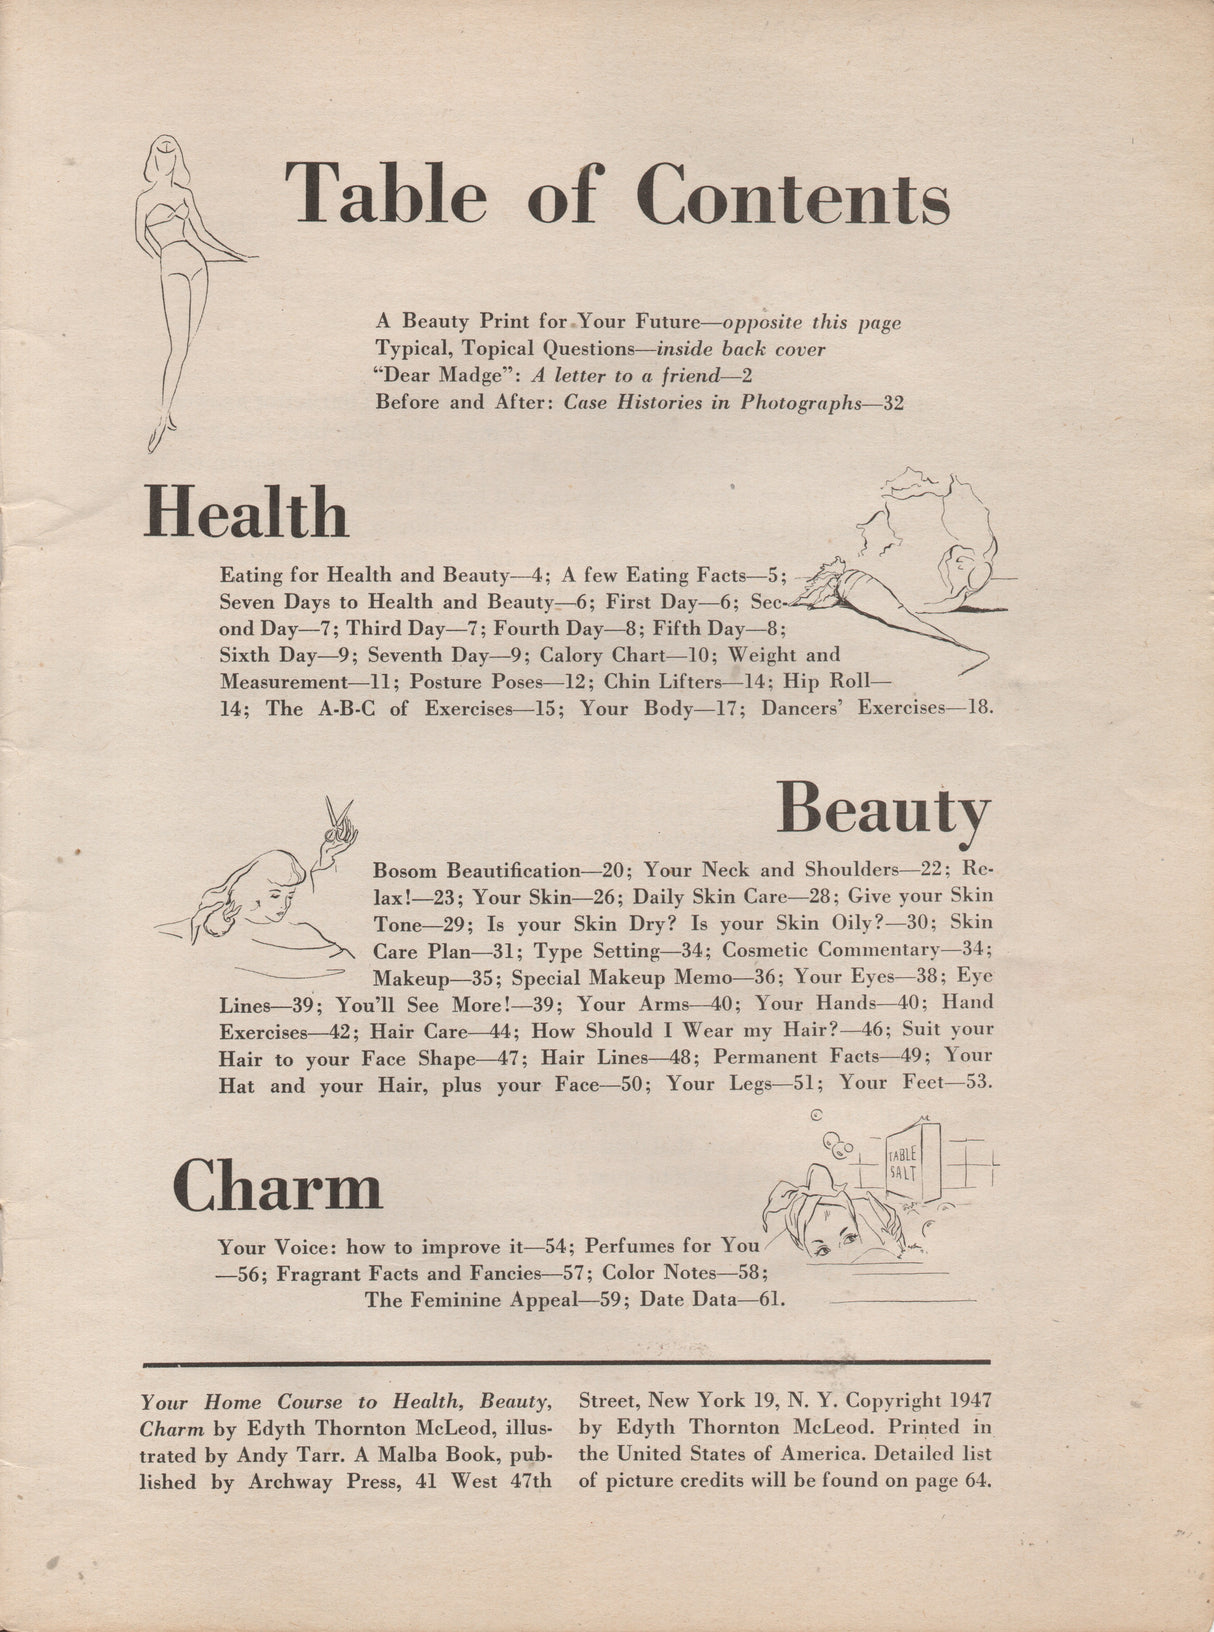 Table of Contents
A Beauty Print for Your Future—opposite this page
Typical, Topical Questions—inside back cover
“Dear Madge”: A letter to a friend—2
Before and After: Case Histories in Photographs—32
Health
Eating for Health and Beauty—4; A few Eating Facts—5;
Seven Days to Health and Beauty—6; First Day—6; Sec-
ond Day—7; Third Day—7; Fourth Day—8; Fifth Day—8;
Sixth Day—9; Seventh Day—9; Calory Chart—10; Weight and
Measurement—11; Posture Poses—12; Chin Lifters—14; Hip Roll—
14; The A-B-C of Exercises—15; Your Body—17; Dancers’ Exercises—18.
Beauty
Bosom Beautification—20; Your Neck and Shoulders—22; Re-
lax!—23; Your Skin—26; Daily Skin Care—28; Give your Skin
Tone—29; Is your Skin Dry? Is your Skin Oily?—30; Skin
Care Plan—31; Type Setting—34; Cosmetic Commentary—34;
Makeup—35; Special Makeup Memo—36; Your Eyes—38; Eye
Lines—39; You’ll See More!—39; Your Arms—40; Your Hands—40; Hand
Exercises—42; Hair Care—44; How Should I Wear my Hair?—46; Suit your
Hair to your Face Shape—47; Hair Lines—48; Permanent Facts—49; Your
Hat and your Hair, plus your Face—50; Your Legs—51; Your Feet—53.
TABLE
SALT
Charm
Your Voice: how to improve it—54; Perfumes for You
—56; Fragrant Facts and Fancies—57; Color Notes—58;
The Feminine Appeal—59; Date Data—61.
Your Home Course to Health, Beauty,
Charm by Edyth Thornton McLeod, illus-
trated by Andy Tarr. A Malba Book, pub-
lished by Archway Press, 41 West 47th
Street, New York 19, N. Y. Copyright 1947
by Edyth Thornton McLeod. Printed in
the United States of America. Detailed list
of picture credits will be found on page 64.